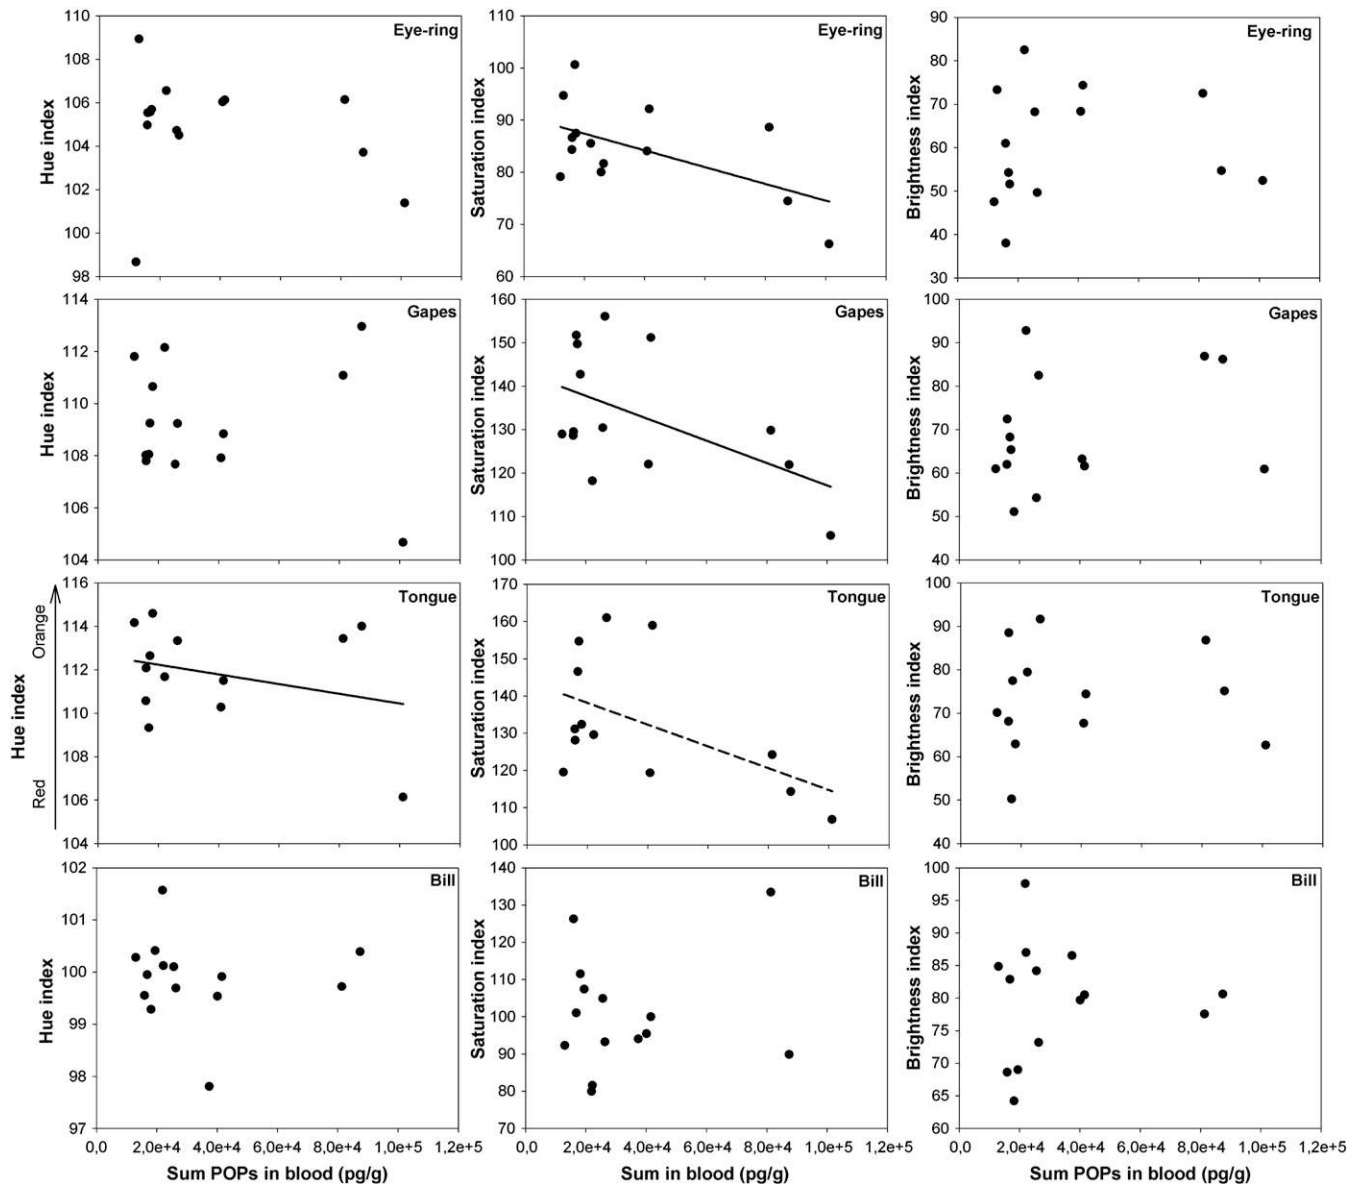 110
108
106
104
102
100
98
Hue index
Eye-ring
110
100
90
80
70
60
Saturation index
Eye-ring
90
80
70
60
50
40
30
Brightness index
Eye-ring
114
112
110
108
106
104
Hue index
Gapes
160
150
140
130
120
110
100
Saturation index
Gapes
100
90
80
70
60
50
40
Brightness index
Gapes
116
114
112
110
108
106
104
Hue index
Red
Orange
Tongue
170
160
150
140
130
120
110
100
Saturation index
Tongue
100
90
80
70
60
50
40
Brightness index
Tongue
102
101
100
99
98
97
Hue index
Bill
0,0 2,0e+4 4,0e+4 6,0e+4 8,0e+4 1,0e+5 1,2e+5
Sum POPs in blood (pg/g)
140
130
120
110
100
90
80
70
Saturation index
Bill
0,0 2,0e+4 4,0e+4 6,0e+4 8,0e+4 1,0e+5 1,2e+5
Sum in blood (pg/g)
100
95
90
85
80
75
70
65
60
Brightness index
Bill
0,0 2,0e+4 4,0e+4 6,0e+4 8,0e+4 1,0e+5 1,2e+5
Sum POPs in blood (pg/g)